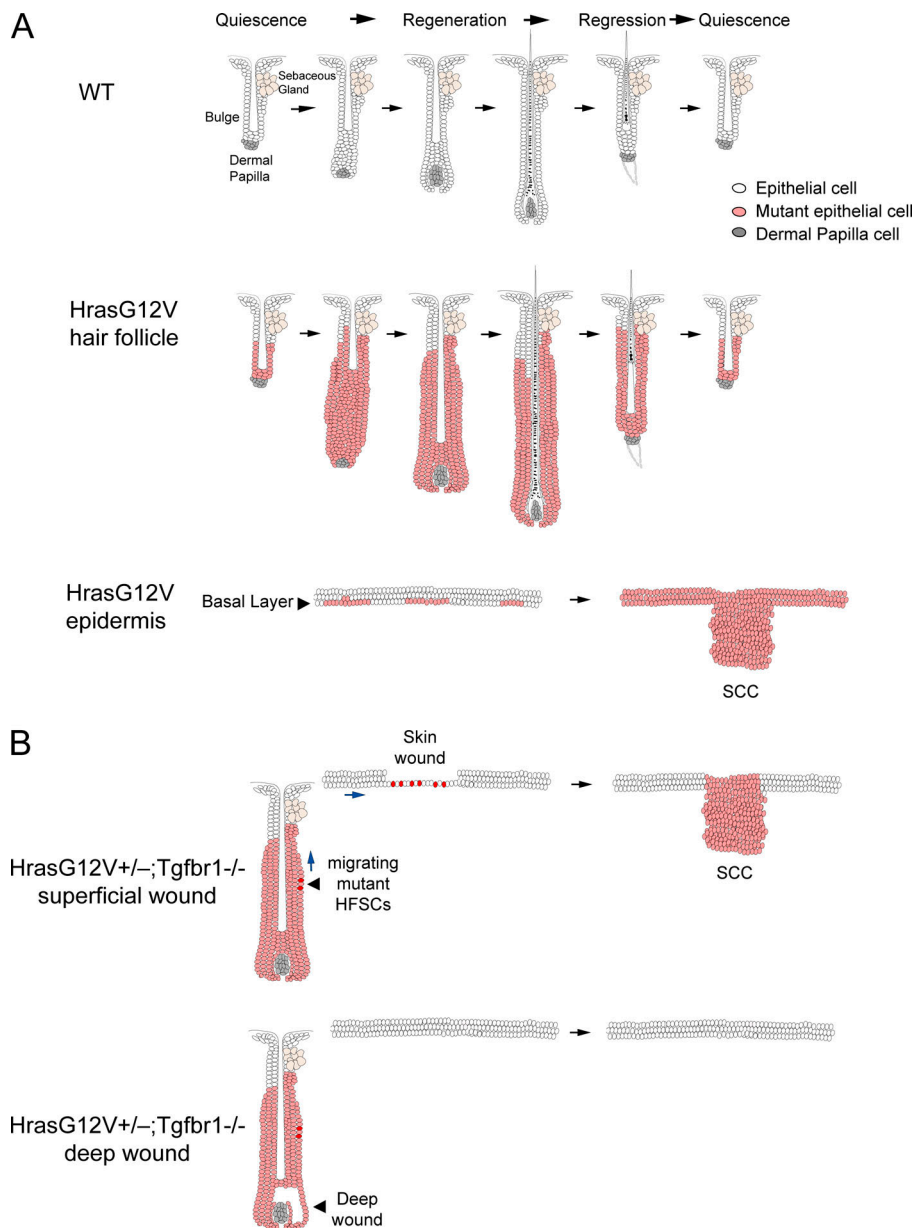 A
Quiescence
Regeneration
Regression
Quiescence
WT
Sebaceous
Gland
Bulge
Dermal
Papilla
Epithelial cell
Mutant epithelial cell
Dermal Papilla cell
HrasG12V
hair follicle
HrasG12V
epidermis
Basal Layer
SCC
B
Skin
wound
HrasG12V+/–;Tgfbr1-/-
superficial wound
migrating
mutant
HFSCs
SCC
HrasG12V+/–;Tgfbr1-/-
deep wound
Deep
wound